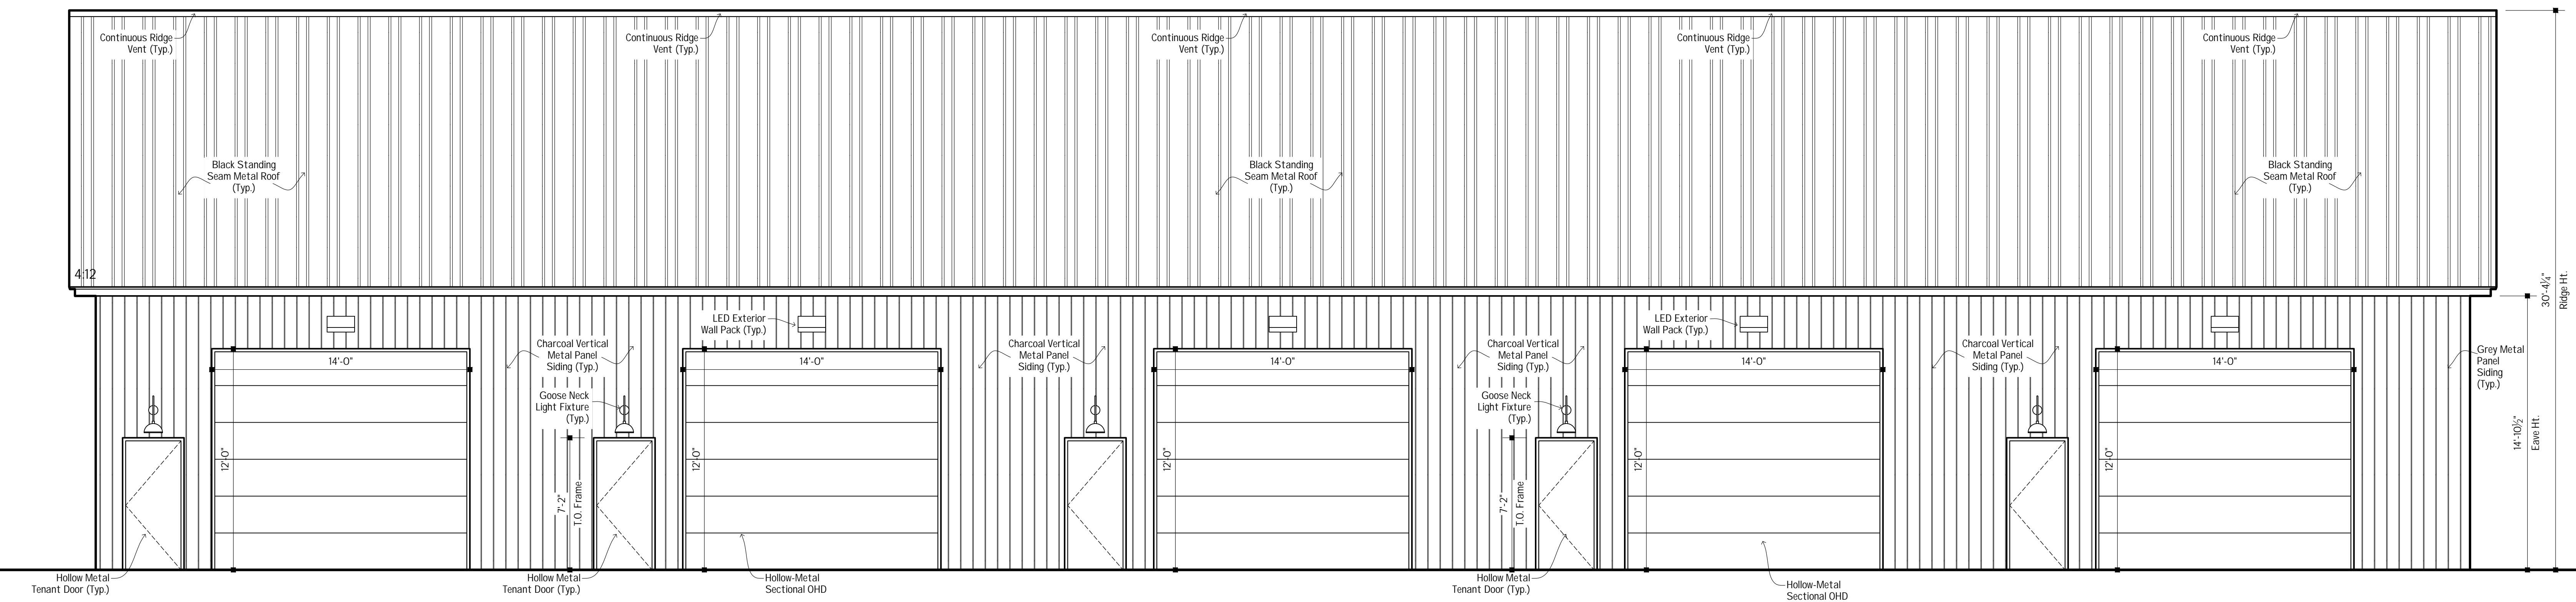 Continuous Ridge
Vent (Typ.)
Continuous Ridge
Vent (Typ.)
Continuous Ridge
Vent (Typ.)
Continuous Ridge
Vent (Typ.)
Continuous Ridge
Vent (Typ.)
Black Standing
Seam Metal Roof
(Typ.)
Black Standing
Seam Metal Roof
(Typ.)
Black Standing
Seam Metal Roof
(Typ.)
4:12
30'-4¼"
Ridge Ht.
LED Exterior
Wall Pack (Typ.)
LED Exterior
Wall Pack (Typ.)
Charcoal Vertical
Metal Panel
Siding (Typ.)
Charcoal Vertical
Metal Panel
Siding (Typ.)
Charcoal Vertical
Metal Panel
Siding (Typ.)
Charcoal Vertical
Metal Panel
Siding (Typ.)
Grey Metal
Panel
Siding
(Typ.)
14'-0"
14'-0"
14'-0"
14'-0"
14'-0"
Goose Neck
Light Fixture
(Typ.)
Goose Neck
Light Fixture
(Typ.)
14'-10½"
Eave Ht.
12'-0"
12'-0"
12'-0"
12'-0"
12'-0"
7'-2"
T.O. Frame
7'-2"
T.O. Frame
Hollow Metal
Tenant Door (Typ.)
Hollow Metal
Tenant Door (Typ.)
Hollow-Metal
Sectional OHD
Hollow Metal
Tenant Door (Typ.)
Hollow-Metal
Sectional OHD